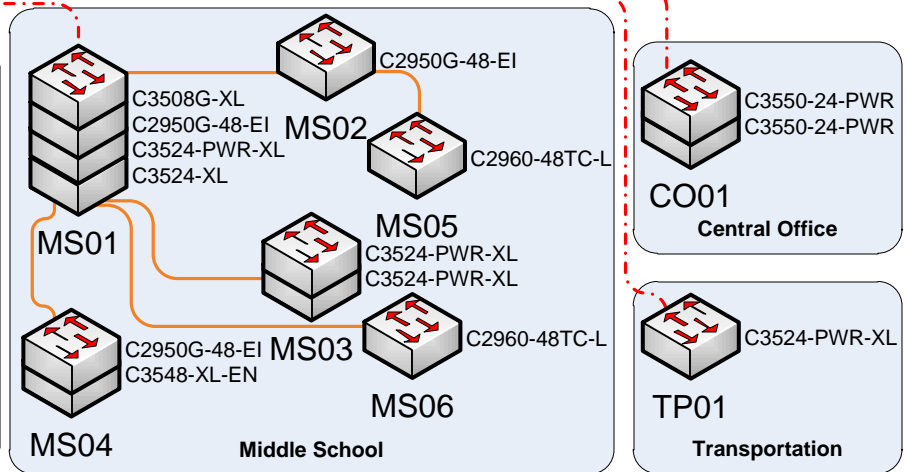 C3508G-XL
C2950G-48-EI
C3524-PWR-XL
C3524-XL
MS01
C2950G-48-EI
MS02
C2960-48TC-L
MS05
C3524-PWR-XL
C3524-PWR-XL
MS03
C2960-48TC-L
MS06
C2950G-48-EI
C3548-XL-EN
MS04
Middle School
C3550-24-PWR
C3550-24-PWR
CO01
Central Office
C3524-PWR-XL
TP01
Transportation